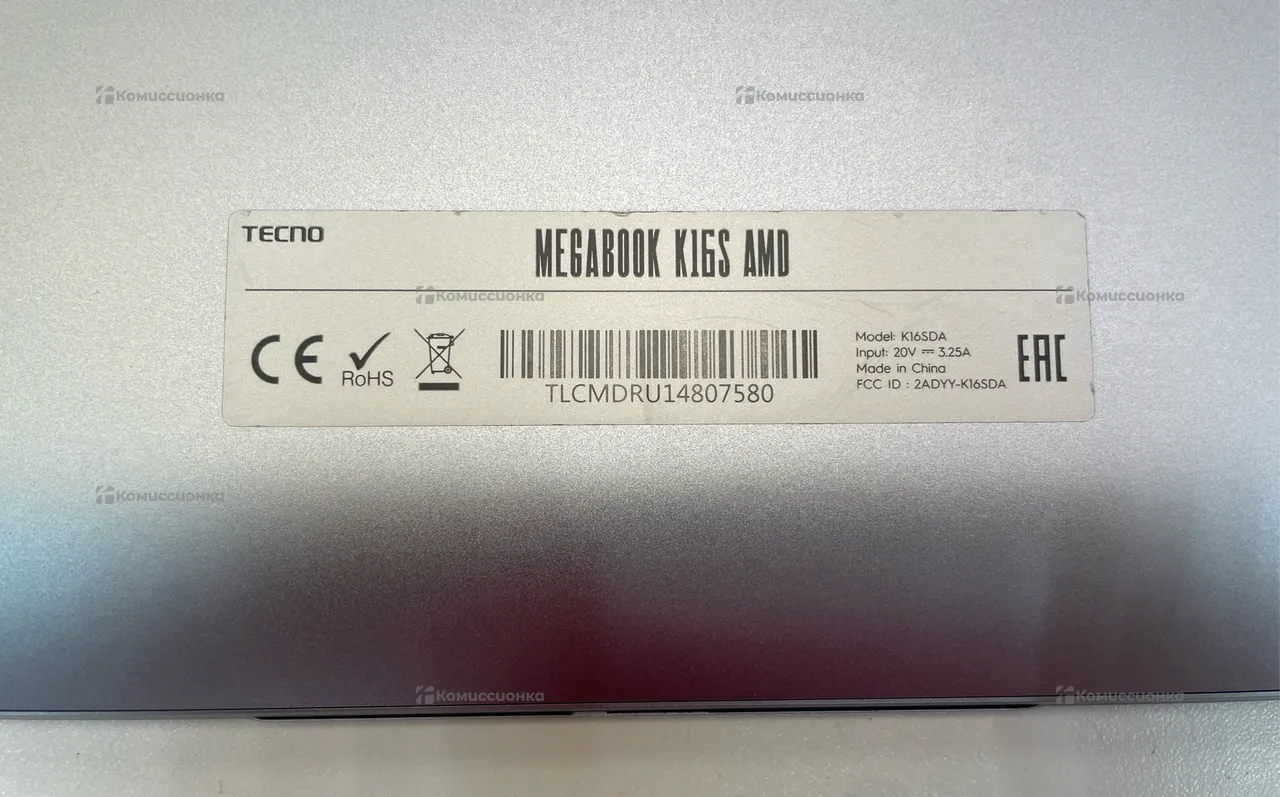 Комиссионка Комиссионка
TECNO
MEGABOOK K16S AMD
Комиссионка Комиссионка
CE
RoHS
TLCMDRU14807580
Model: K16SDA
Input: 20V ⎓ 3.25A
Made in China
FCC ID : 2ADYY-K16SDA
EAC
Комиссионка
Комиссионка Комиссионка